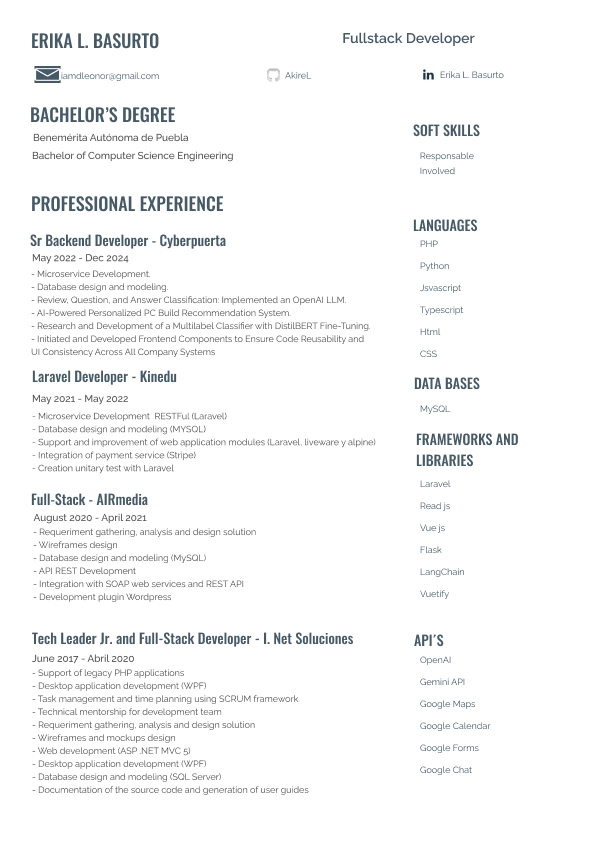 ERIKA L. BASURTO
Fullstack Developer
iamdleonor@gmail.com
AkireL
Erika L. Basurto
BACHELOR'S DEGREE
Benemérita Autónoma de Puebla
Bachelor of Computer Science Engineering
PROFESSIONAL EXPERIENCE
Sr Backend Developer - Cyberpuerta
May 2022 - Dec 2024
- Microservice Development.
- Database design and modeling.
- Review, Question, and Answer Classification: Implemented an OpenAI LLM.
- AI-Powered Personalized PC Build Recommendation System.
- Research and Development of a Multilabel Classifier with DistilBERT Fine-Tuning.
- Initiated and Developed Frontend Components to Ensure Code Reusability and
UI Consistency Across All Company Systems
Laravel Developer - Kinedu
May 2021 - May 2022
- Microservice Development RESTFul (Laravel)
- Database design and modeling (MYSQL)
- Support and improvement of web application modules (Laravel, liveware y alpine)
- Integration of payment service (Stripe)
- Creation unitary test with Laravel
Full-Stack - AIRmedia
August 2020 - April 2021
- Requeriment gathering, analysis and design solution
- Wireframes design
- Database design and modeling (MySQL)
- API REST Development
- Integration with SOAP web services and REST API
- Development plugin Wordpress
Tech Leader Jr. and Full-Stack Developer - I. Net Soluciones
June 2017 - Abril 2020
- Support of legacy PHP applications
- Desktop application development (WPF)
- Task management and time planning using SCRUM framework
- Technical mentorship for development team
- Requeriment gathering, analysis and design solution
- Wireframes and mockups design
- Web development (ASP .NET MVC 5)
- Desktop application development (WPF)
- Database design and modeling (SQL Server)
- Documentation of the source code and generation of user guides
SOFT SKILLS
Responsable
Involved
LANGUAGES
PHP
Python
Jsvascript
Typescript
Html
CSS
DATA BASES
MySQL
FRAMEWORKS AND
LIBRARIES
Laravel
Read js
Vue js
Flask
LangChain
Vuetify
API´S
OpenAI
Gemini API
Google Maps
Google Calendar
Google Forms
Google Chat